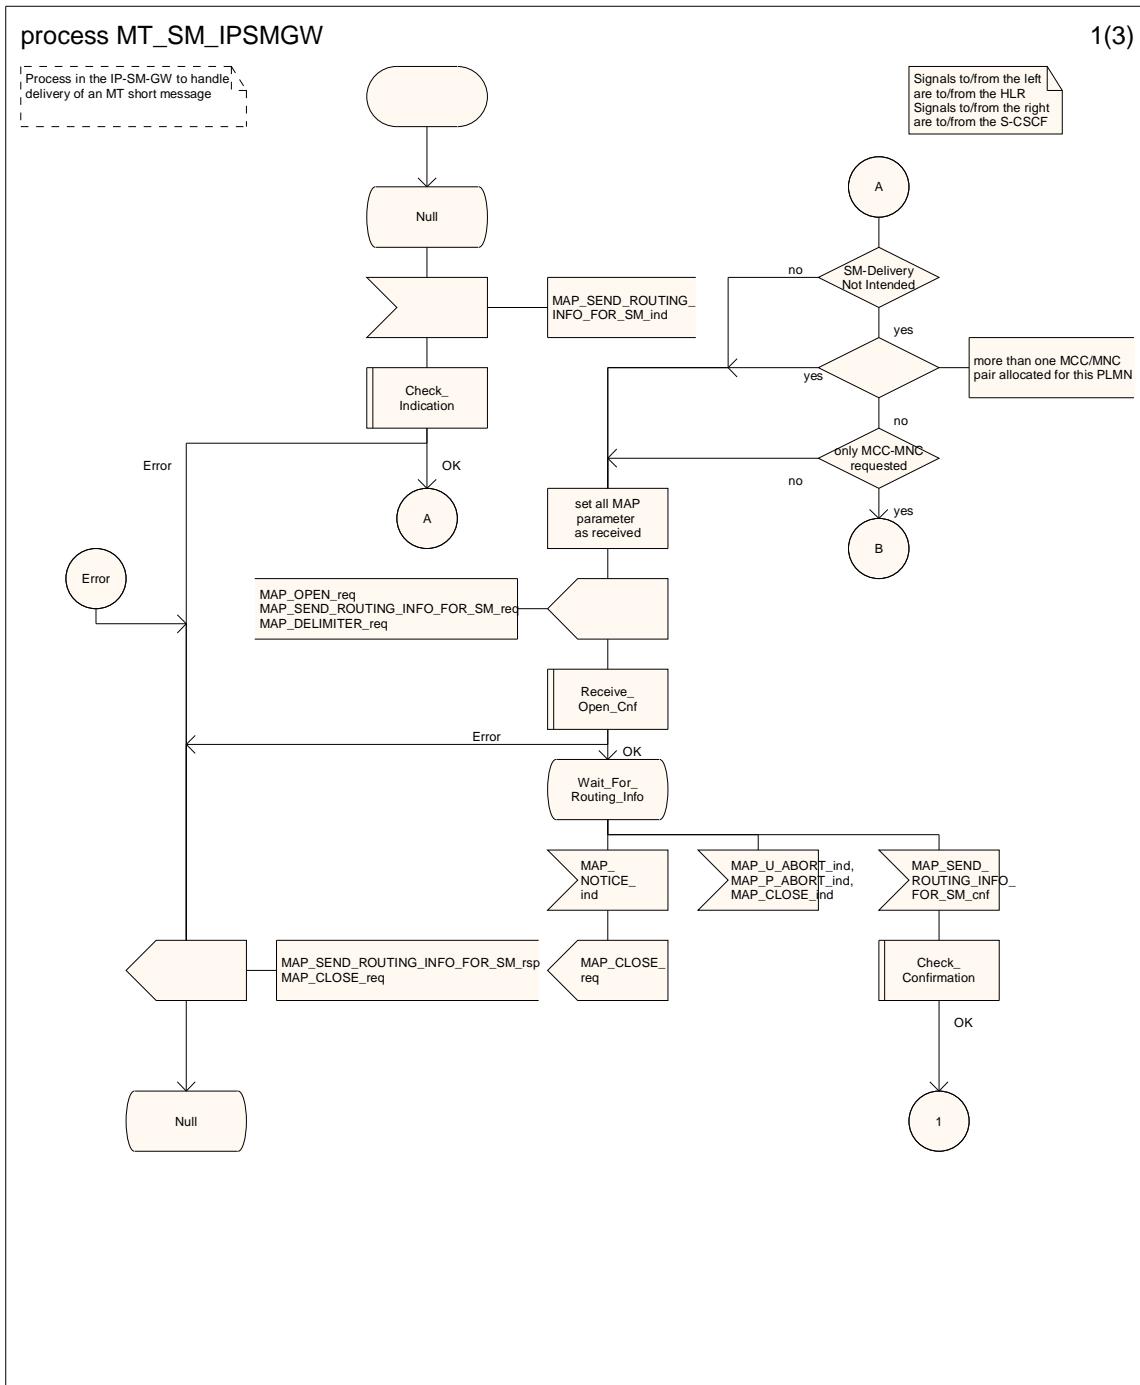 process MT_SM_IPSMGW
1(3)
Process in the IP-SM-GW to handle
delivery of an MT short message
Signals to/from the left
are to/from the HLR
Signals to/from the right
are to/from the S-CSCF
A
Null
SM-Delivery
Not Intended
no
yes
MAP_SEND_ROUTING_
INFO_FOR_SM_ind
more than one MCC/MNC
pair allocated for this PLMN
yes
no
Check_
Indication
only MCC-MNC
requested
no
yes
Error
OK
A
set all MAP
parameter
as received
B
Error
MAP_OPEN_req
MAP_SEND_ROUTING_INFO_FOR_SM_req
MAP_DELIMITER_req
Receive_
Open_Cnf
Error
OK
Wait_For_
Routing_Info
MAP_
NOTICE_
ind
MAP_U_ABORT_ind,
MAP_P_ABORT_ind,
MAP_CLOSE_ind
MAP_SEND_
ROUTING_INFO_
FOR_SM_cnf
MAP_SEND_ROUTING_INFO_FOR_SM_rsp
MAP_CLOSE_req
MAP_CLOSE_
req
Check_
Confirmation
OK
Null
1